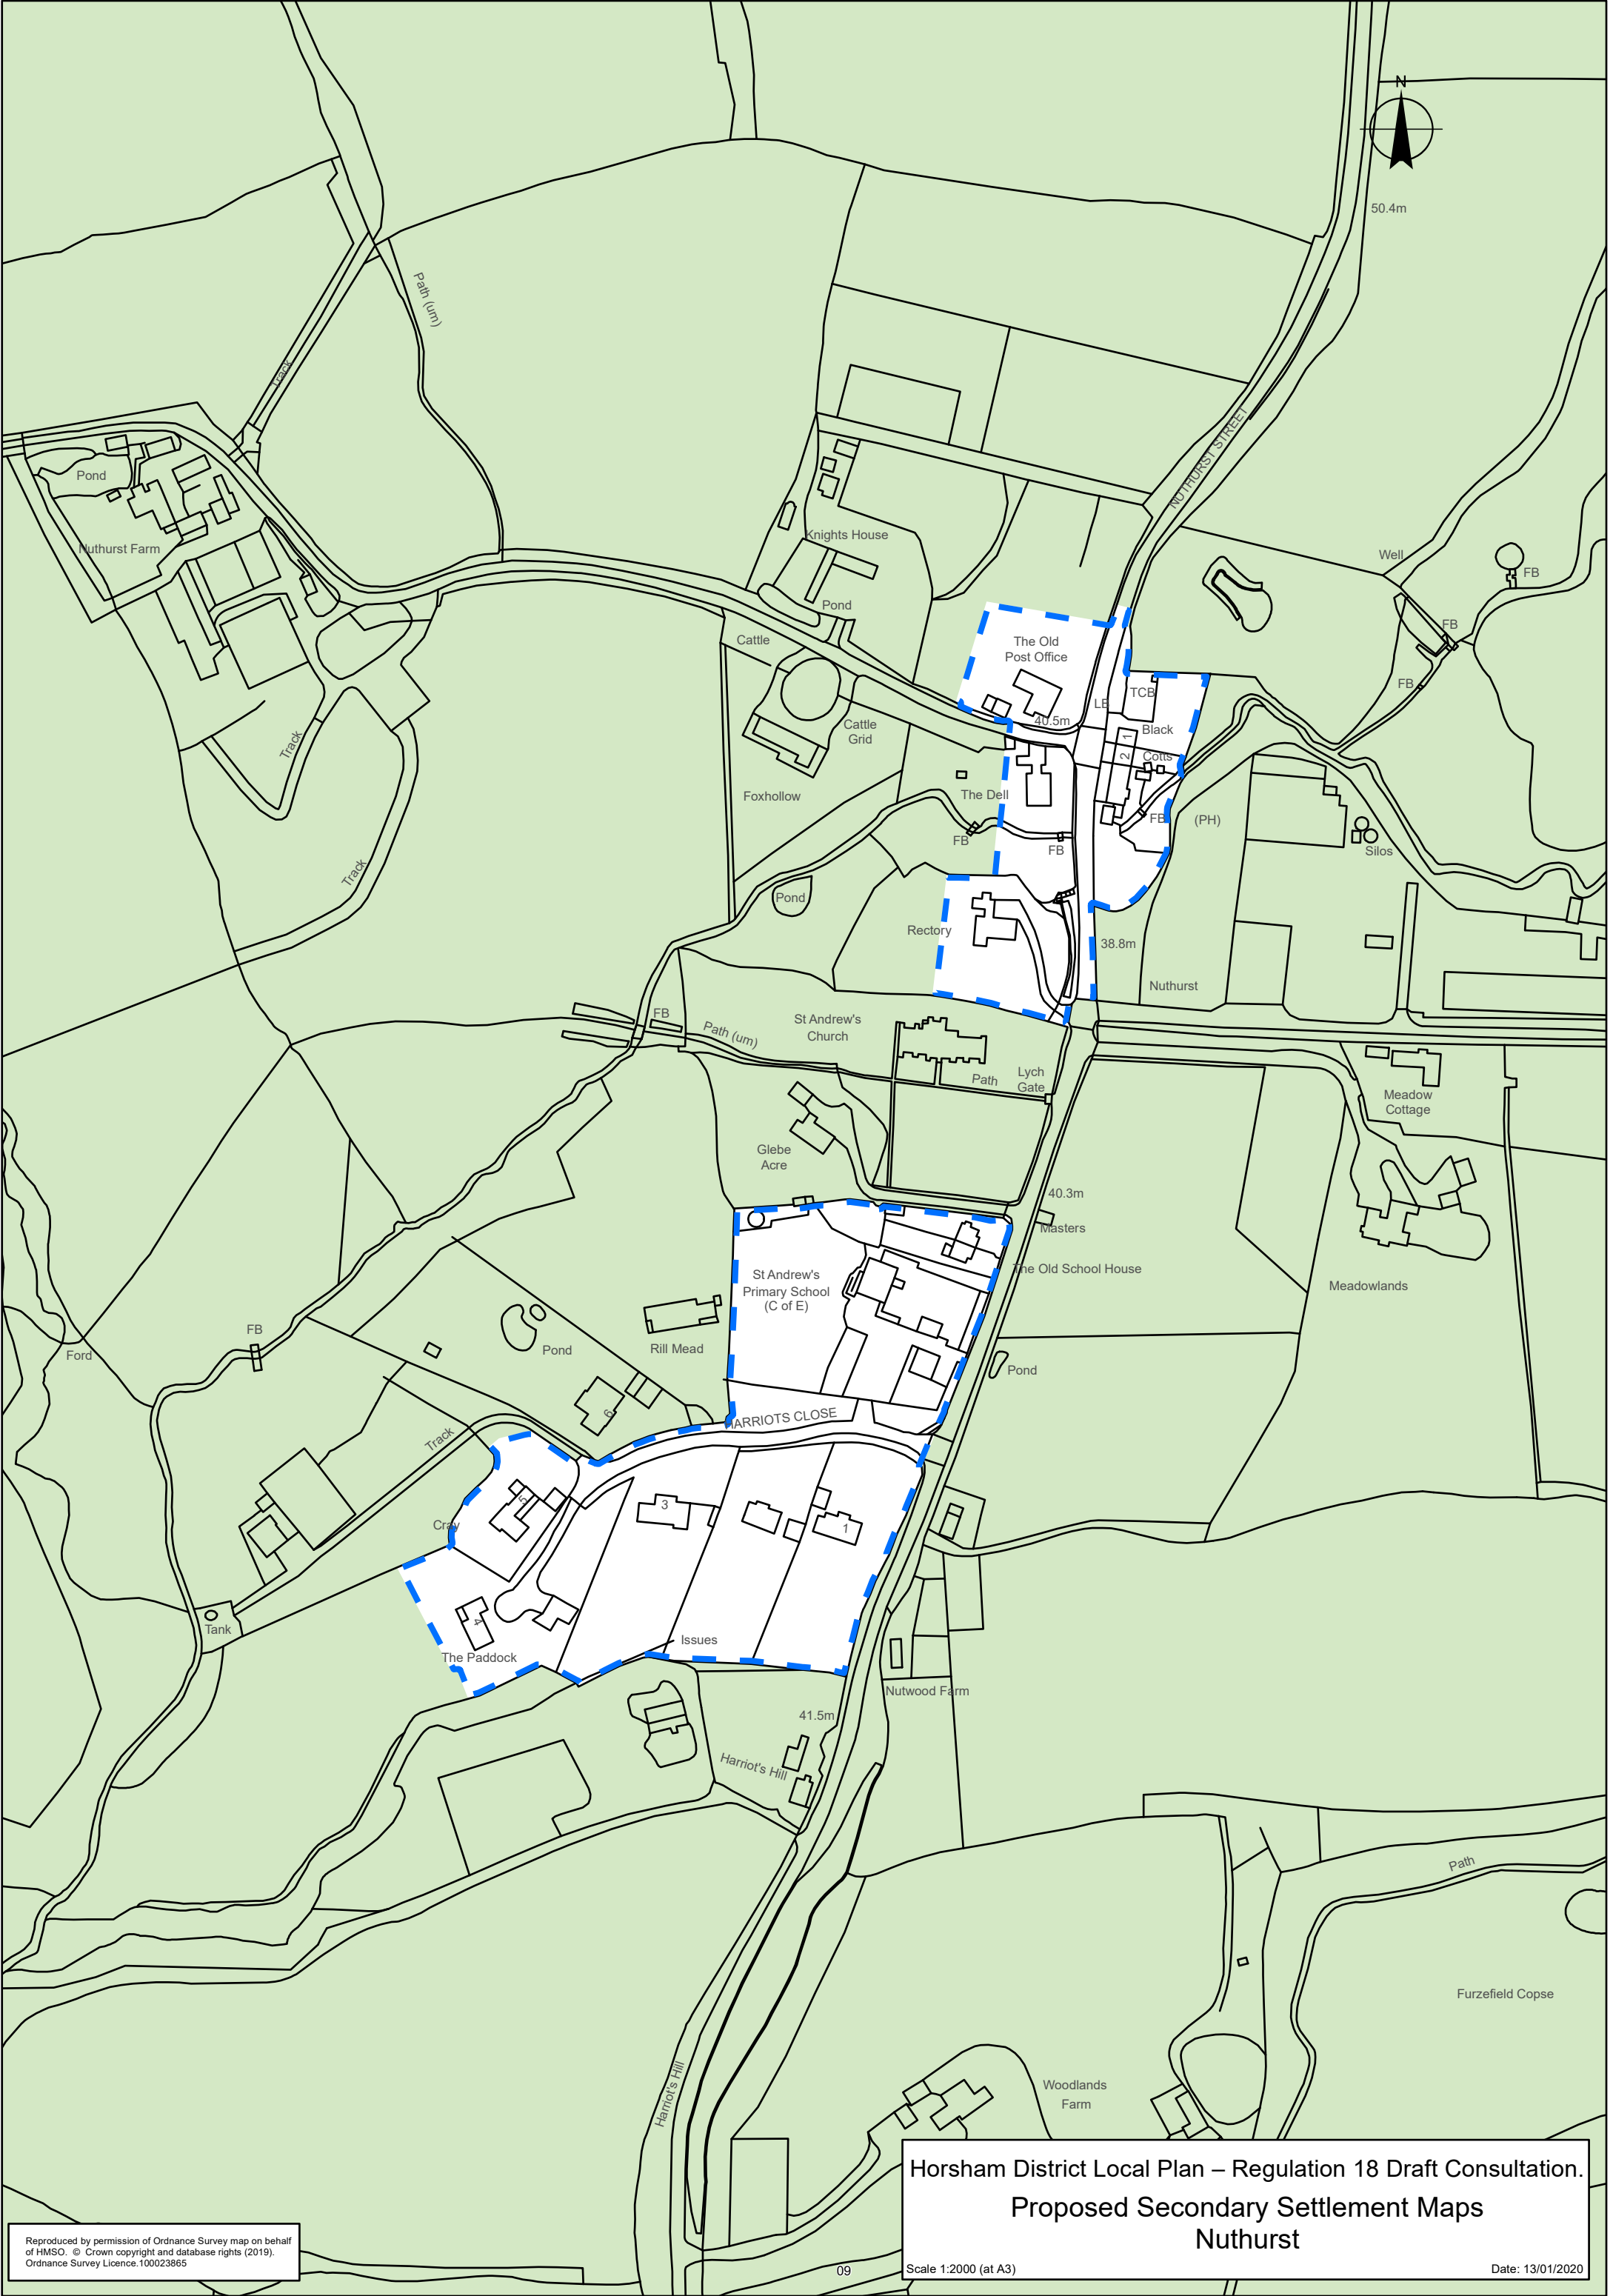 N
50.4m
Path (um)
Track
NUTHURST STREET
Pond
Nuthurst Farm
Knights House
Well
FB
Pond
FB
Cattle
The Old
Post Office
FB
TCB
LB
40.5m
Black
Cattle
Grid
1
2
Cotts
Track
Foxhollow
The Dell
FB
(PH)
FB
FB
Silos
Track
Pond
Rectory
38.8m
Nuthurst
FB
Path (um)
St Andrew's
Church
Path
Lych
Gate
Meadow
Cottage
Glebe
Acre
40.3m
Masters
The Old School House
Meadowlands
St Andrew's
Primary School
(C of E)
FB
Ford
Pond
Rill Mead
Pond
6
HARRIOTS CLOSE
Track
5
3
1
Cray
4
Tank
Issues
The Paddock
Nutwood Farm
41.5m
Harriot's Hill
Path
Furzefield Copse
Harriot's Hill
Woodlands
Farm
Horsham District Local Plan – Regulation 18 Draft Consultation.
Proposed Secondary Settlement Maps
Nuthurst
Scale 1:2000 (at A3)
Date: 13/01/2020
Reproduced by permission of Ordnance Survey map on behalf
of HMSO. © Crown copyright and database rights (2019).
Ordnance Survey Licence.100023865
09